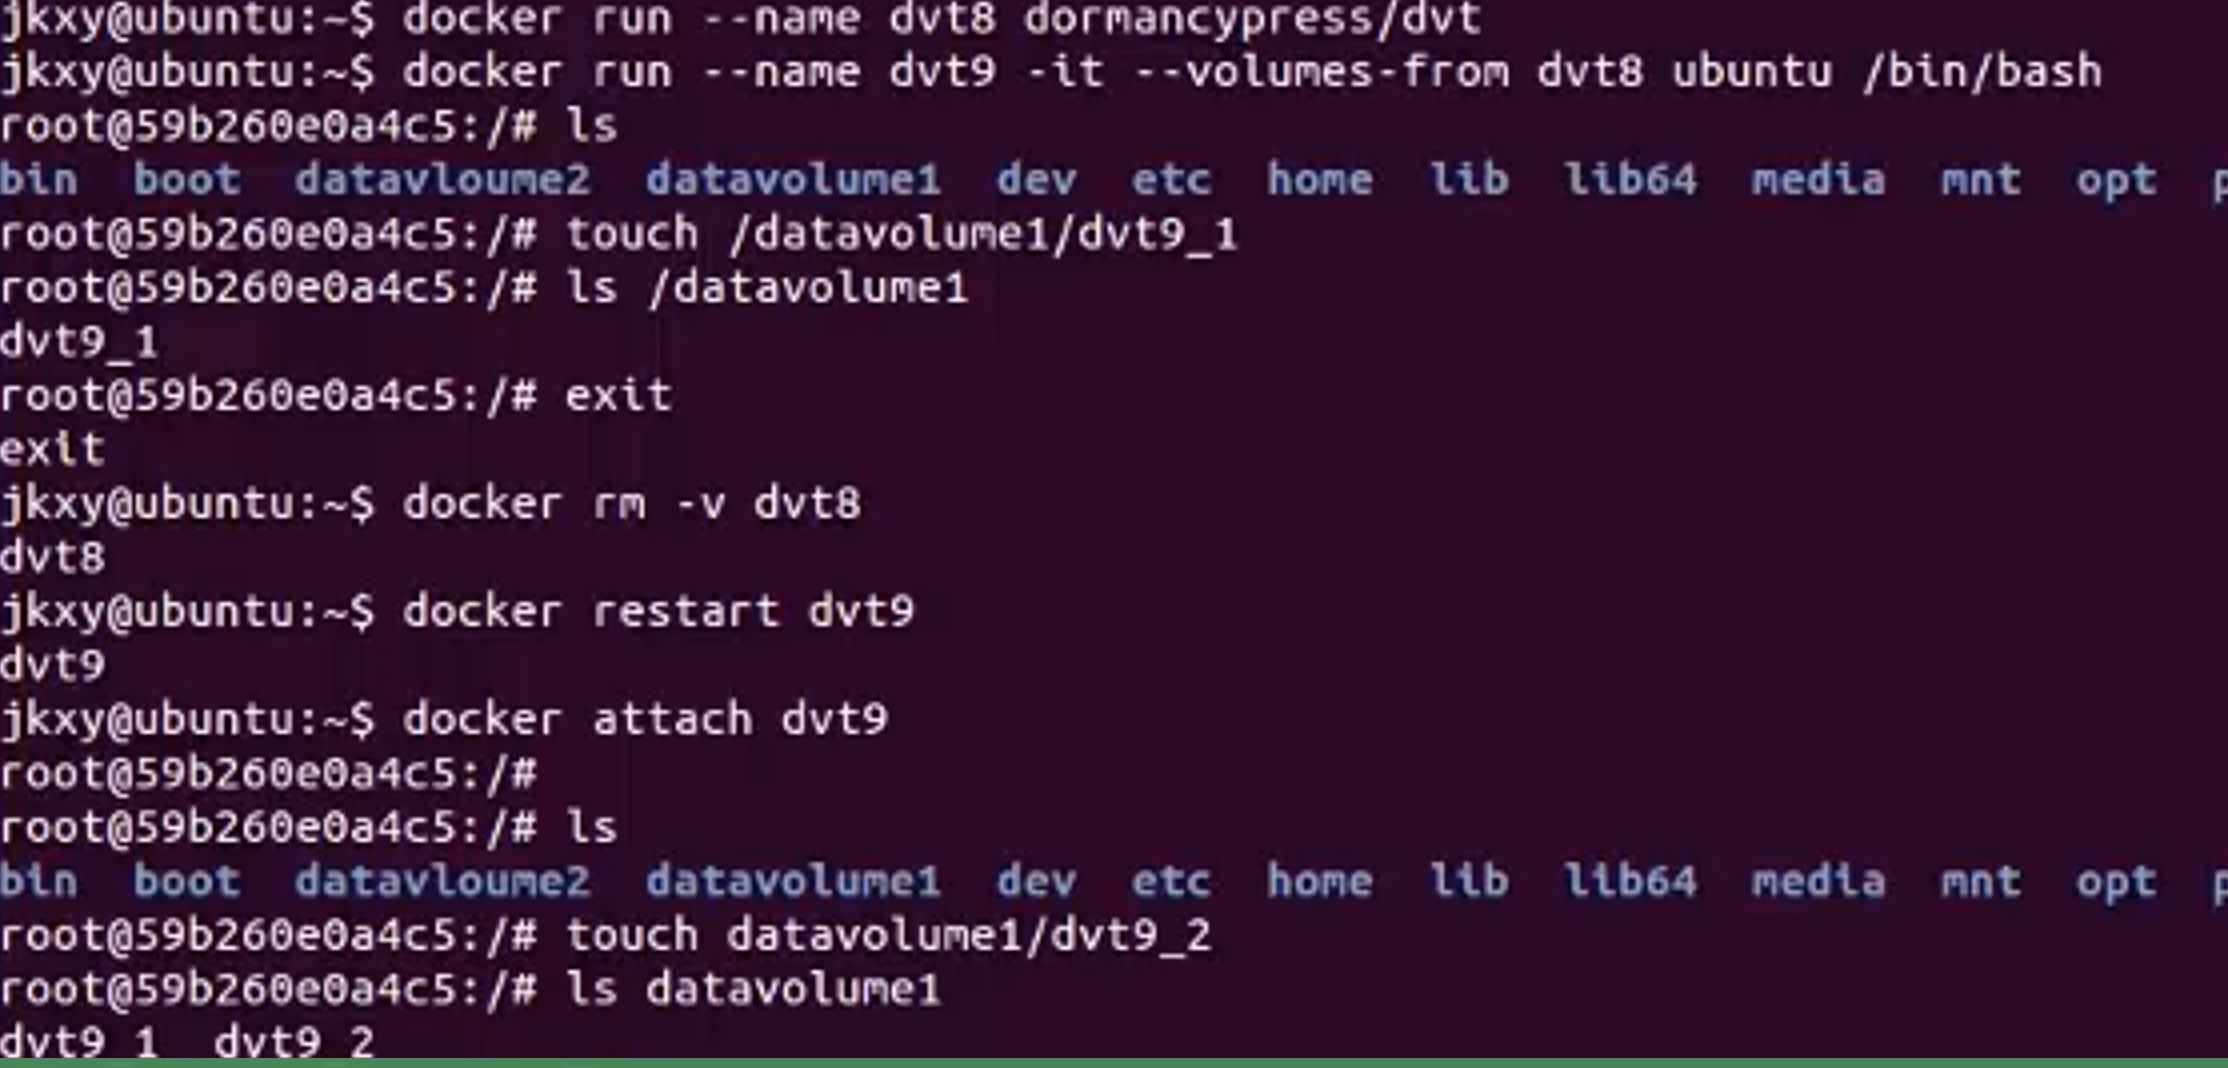 jkxy@ubuntu:~$ docker run --name dvt8 dormancypress/dvt
jkxy@ubuntu:~$ docker run --name dvt9 -it --volumes-from dvt8 ubuntu /bin/bash
root@59b260e0a4c5:/# ls
bin boot datavloume2 datavolume1 dev etc home lib lib64 media mnt opt p
root@59b260e0a4c5:/# touch /datavolume1/dvt9_1
root@59b260e0a4c5:/# ls /datavolume1
dvt9_1
root@59b260e0a4c5:/# exit
exit
jkxy@ubuntu:~$ docker rm -v dvt8
dvt8
jkxy@ubuntu:~$ docker restart dvt9
dvt9
jkxy@ubuntu:~$ docker attach dvt9
root@59b260e0a4c5:/#
root@59b260e0a4c5:/# ls
bin boot datavloume2 datavolume1 dev etc home lib lib64 media mnt opt p
root@59b260e0a4c5:/# touch datavolume1/dvt9_2
root@59b260e0a4c5:/# ls datavolume1
dvt9_1 dvt9_2